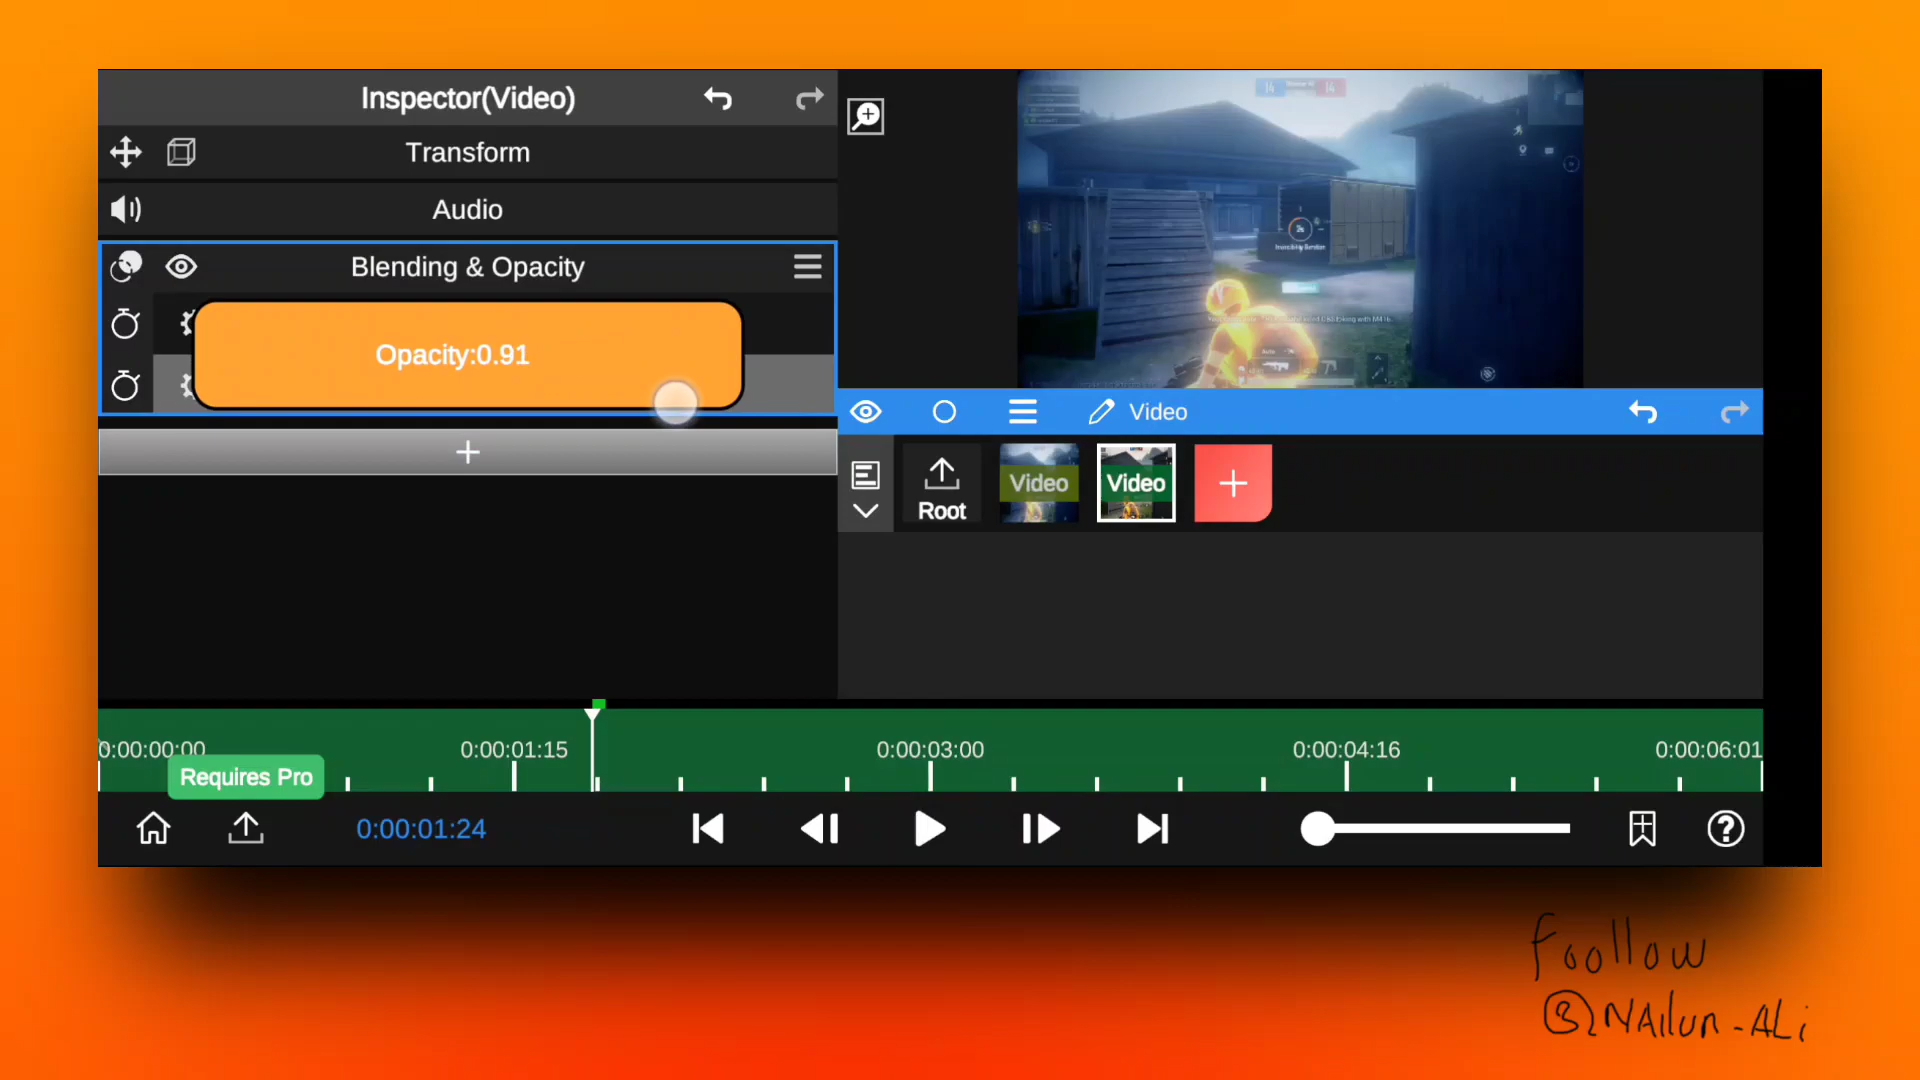 Inspector(Video)
Transform
Audio
Blending & Opacity
Opacity:0.91
14
14
Video
Root
Video
Video
0:00:00:00
0:00:01:15
0:00:03:00
0:00:04:16
0:00:06:01
Requires Pro
0:00:01:24
Foollow
@NAilun-ALi